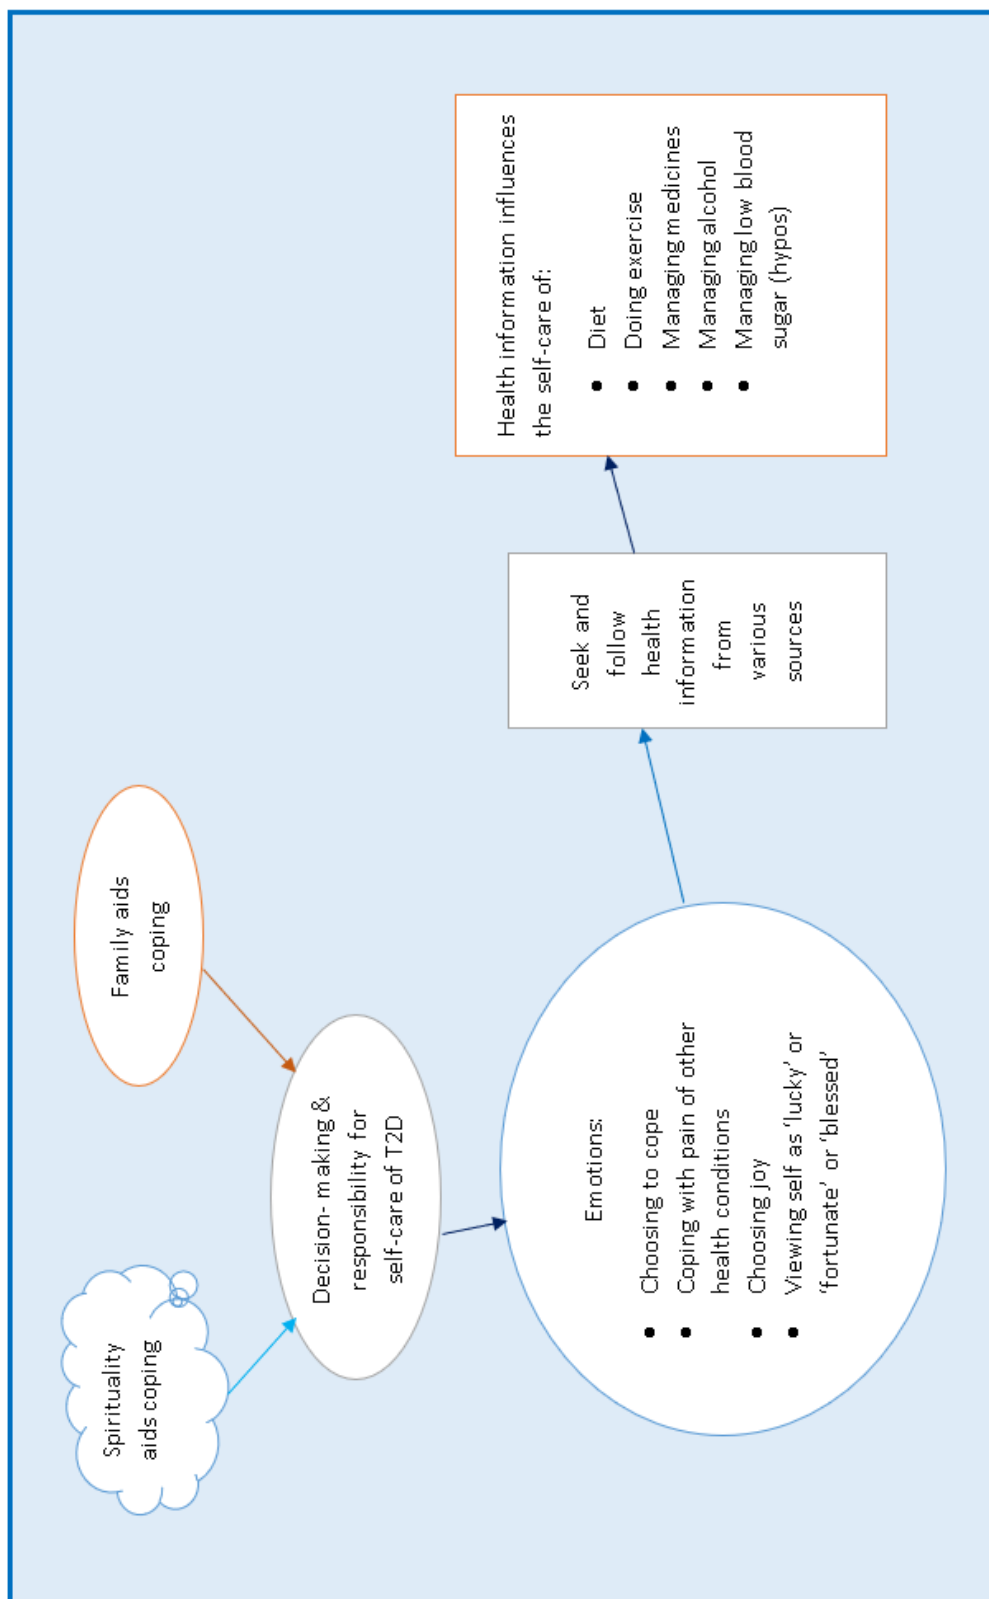 Spirituality
aids coping
Family aids
coping
Decision- making &
responsibility for
self-care of T2D
Emotions:
● Choosing to cope
● Coping with pain of other
health conditions
● Choosing joy
● Viewing self as ‘lucky’ or
‘fortunate’ or ‘blessed’
Seek and
follow
health
information
from
various
sources
Health information influences
the self-care of:
● Diet
● Doing exercise
● Managing medicines
● Managing alcohol
● Managing low blood
sugar (hypos)